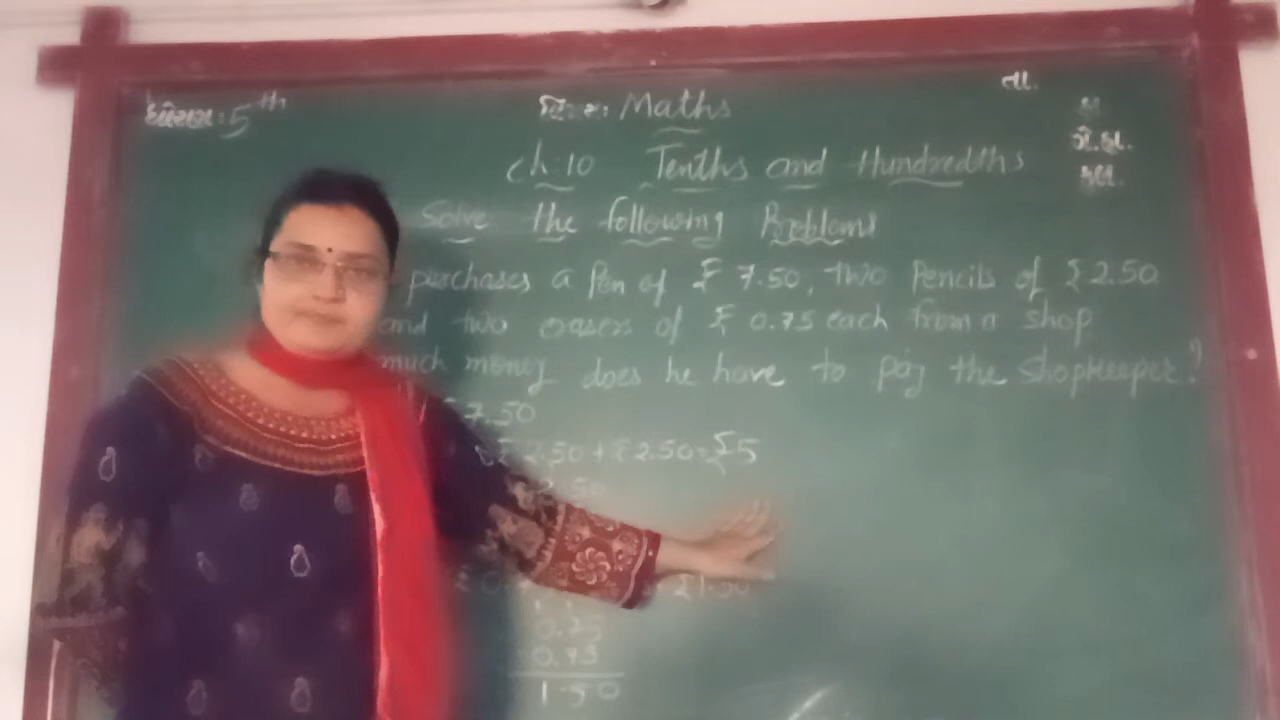 ધોરણ: 5th
વિષય: Maths
તા.
ગે.હા.
Ch:10 Tenths and Hundredths
Solve the following Problems
purchases a Pen of ₹ 7.50, two Pencils of ₹ 2.50
and two erasers of ₹ 0.75 each from a shop
much money does he have to pay the shopkeeper?
₹7.50
2.50 + ₹ 2.50 = ₹5
2.50
₹1.50
0.75
0.75
1.50